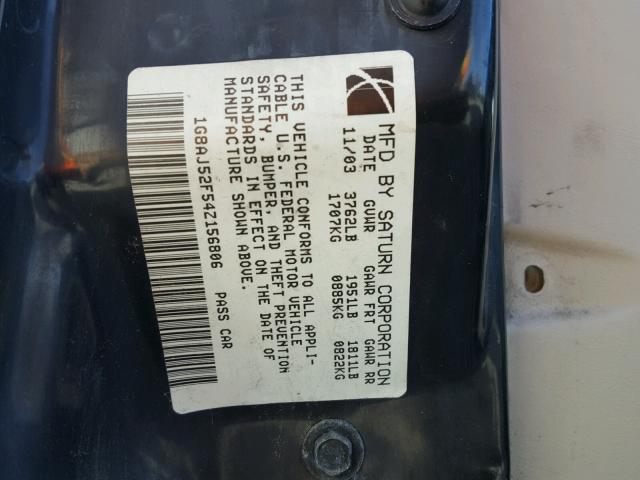 MFD BY SATURN CORPORATION
DATE GVWR GAWR FRT GAWR RR
11/03 3762LB 1951LB 1811LB
1707KG 0885KG 0822KG
THIS VEHICLE CONFORMS TO ALL APPLI-
CABLE U.S. FEDERAL MOTOR VEHICLE
SAFETY, BUMPER, AND THEFT PREVENTION
STANDARDS IN EFFECT ON THE DATE OF
MANUFACTURE SHOWN ABOVE.
1G8AJ52F54Z156806 PASS CAR